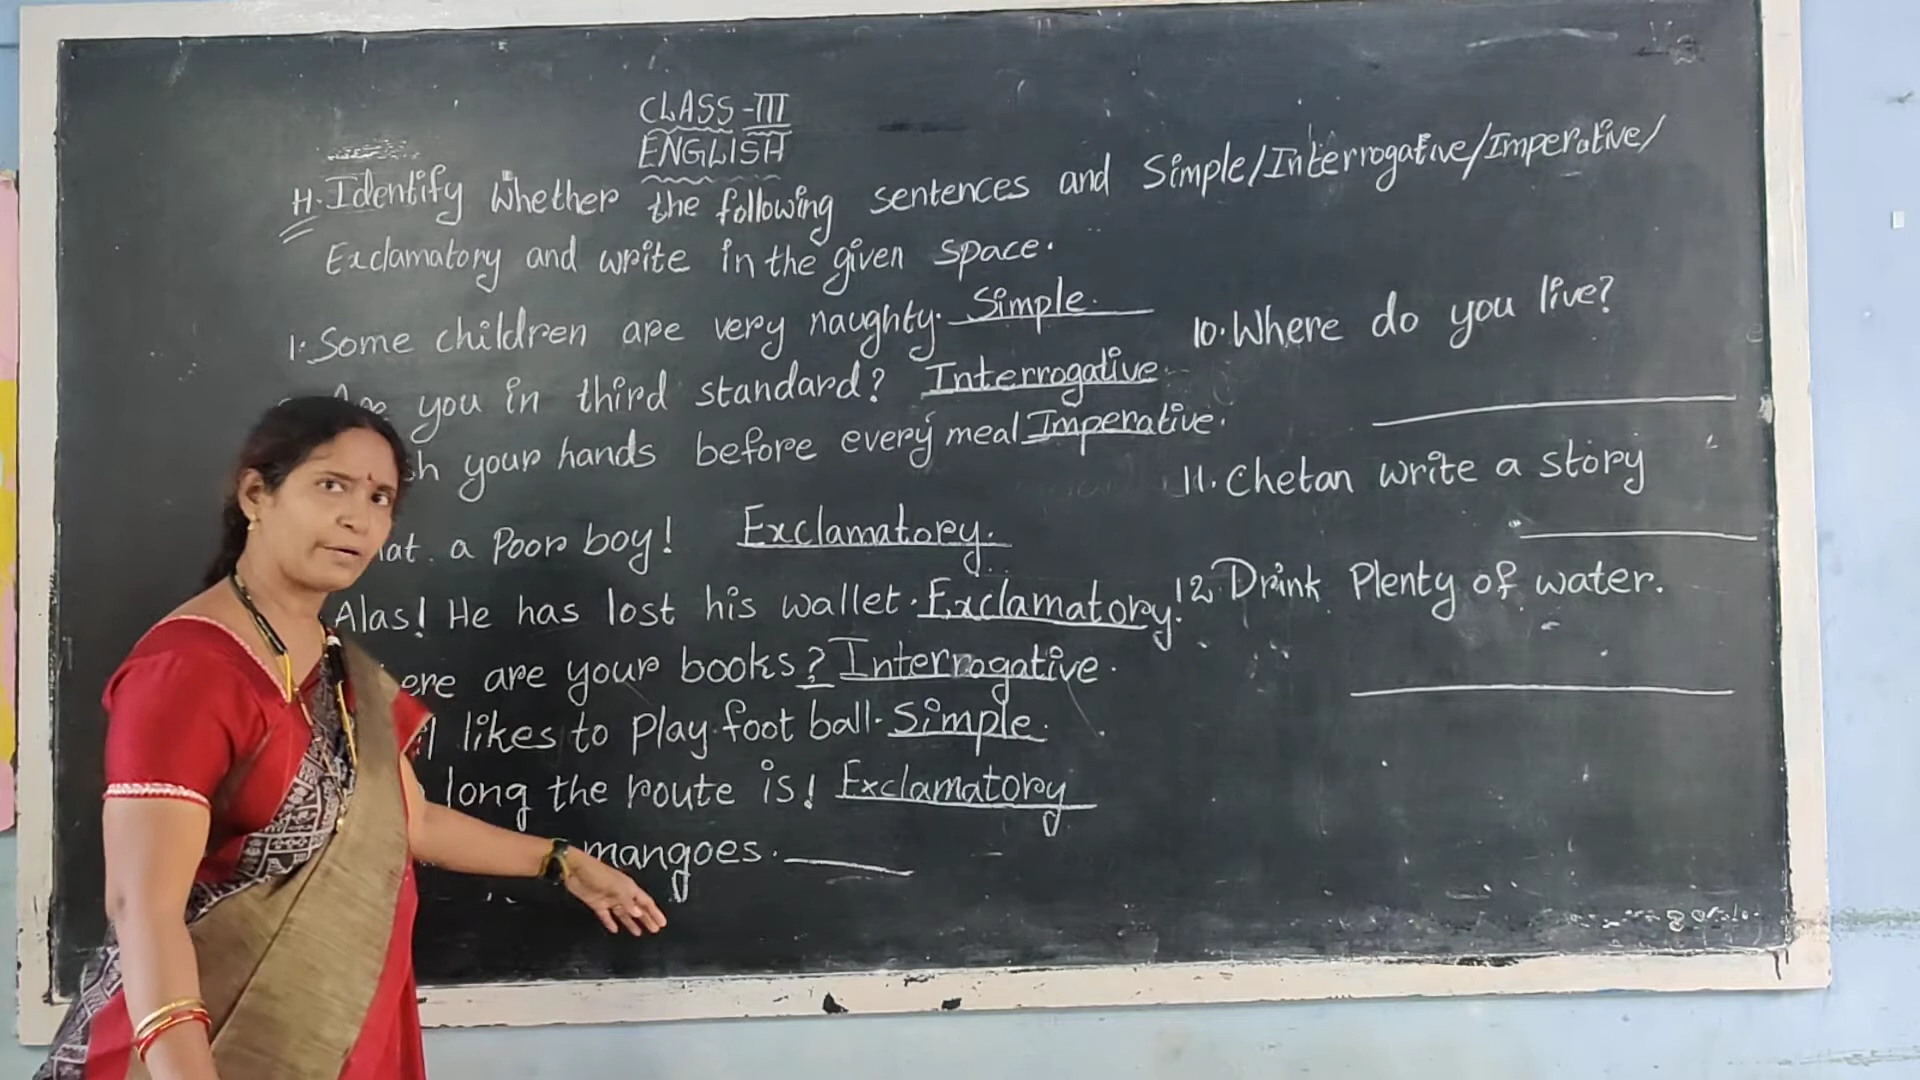 CLASS-III
ENGLISH
H. Identify whether the following sentences and Simple/Interrogative/Imperative/
Exclamatory and write in the given space.
1. Some children are very naughty. Simple.
you in third standard? Interrogative.
your hands before every meal Imperative.
a Poor boy! Exclamatory.
Alas! He has lost his wallet. Exclamatory!
are your books? Interrogative.
likes to Play foot ball. Simple.
long the route is! Exclamatory
mangoes.
10. Where do you live?
11. Chetan write a story
12. Drink Plenty of water.